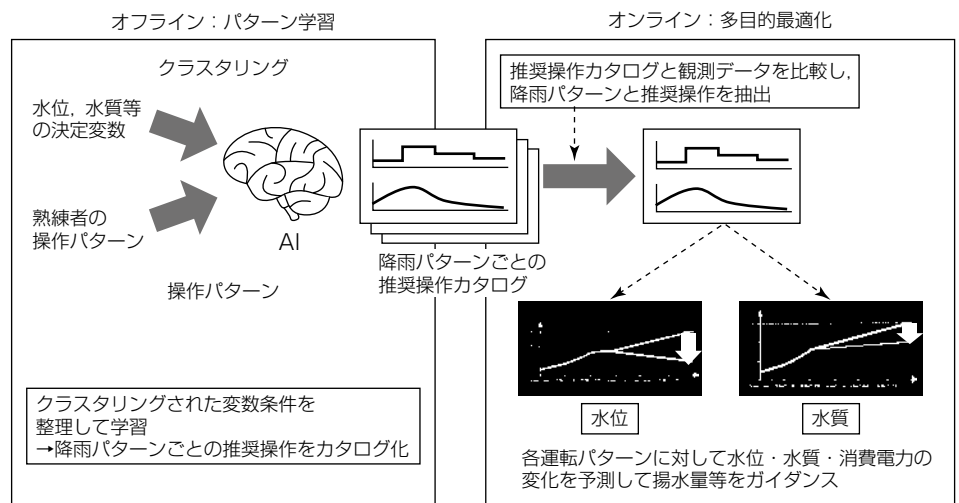 オフライン：パターン学習
クラスタリング
水位，水質等
の決定変数
熟練者の
操作パターン
AI
操作パターン
降雨パターンごとの
推奨操作カタログ
クラスタリングされた変数条件を
整理して学習
→降雨パターンごとの推奨操作をカタログ化
オンライン：多目的最適化
推奨操作カタログと観測データを比較し，
降雨パターンと推奨操作を抽出
水位
水質
各運転パターンに対して水位・水質・消費電力の
変化を予測して揚水量等をガイダンス